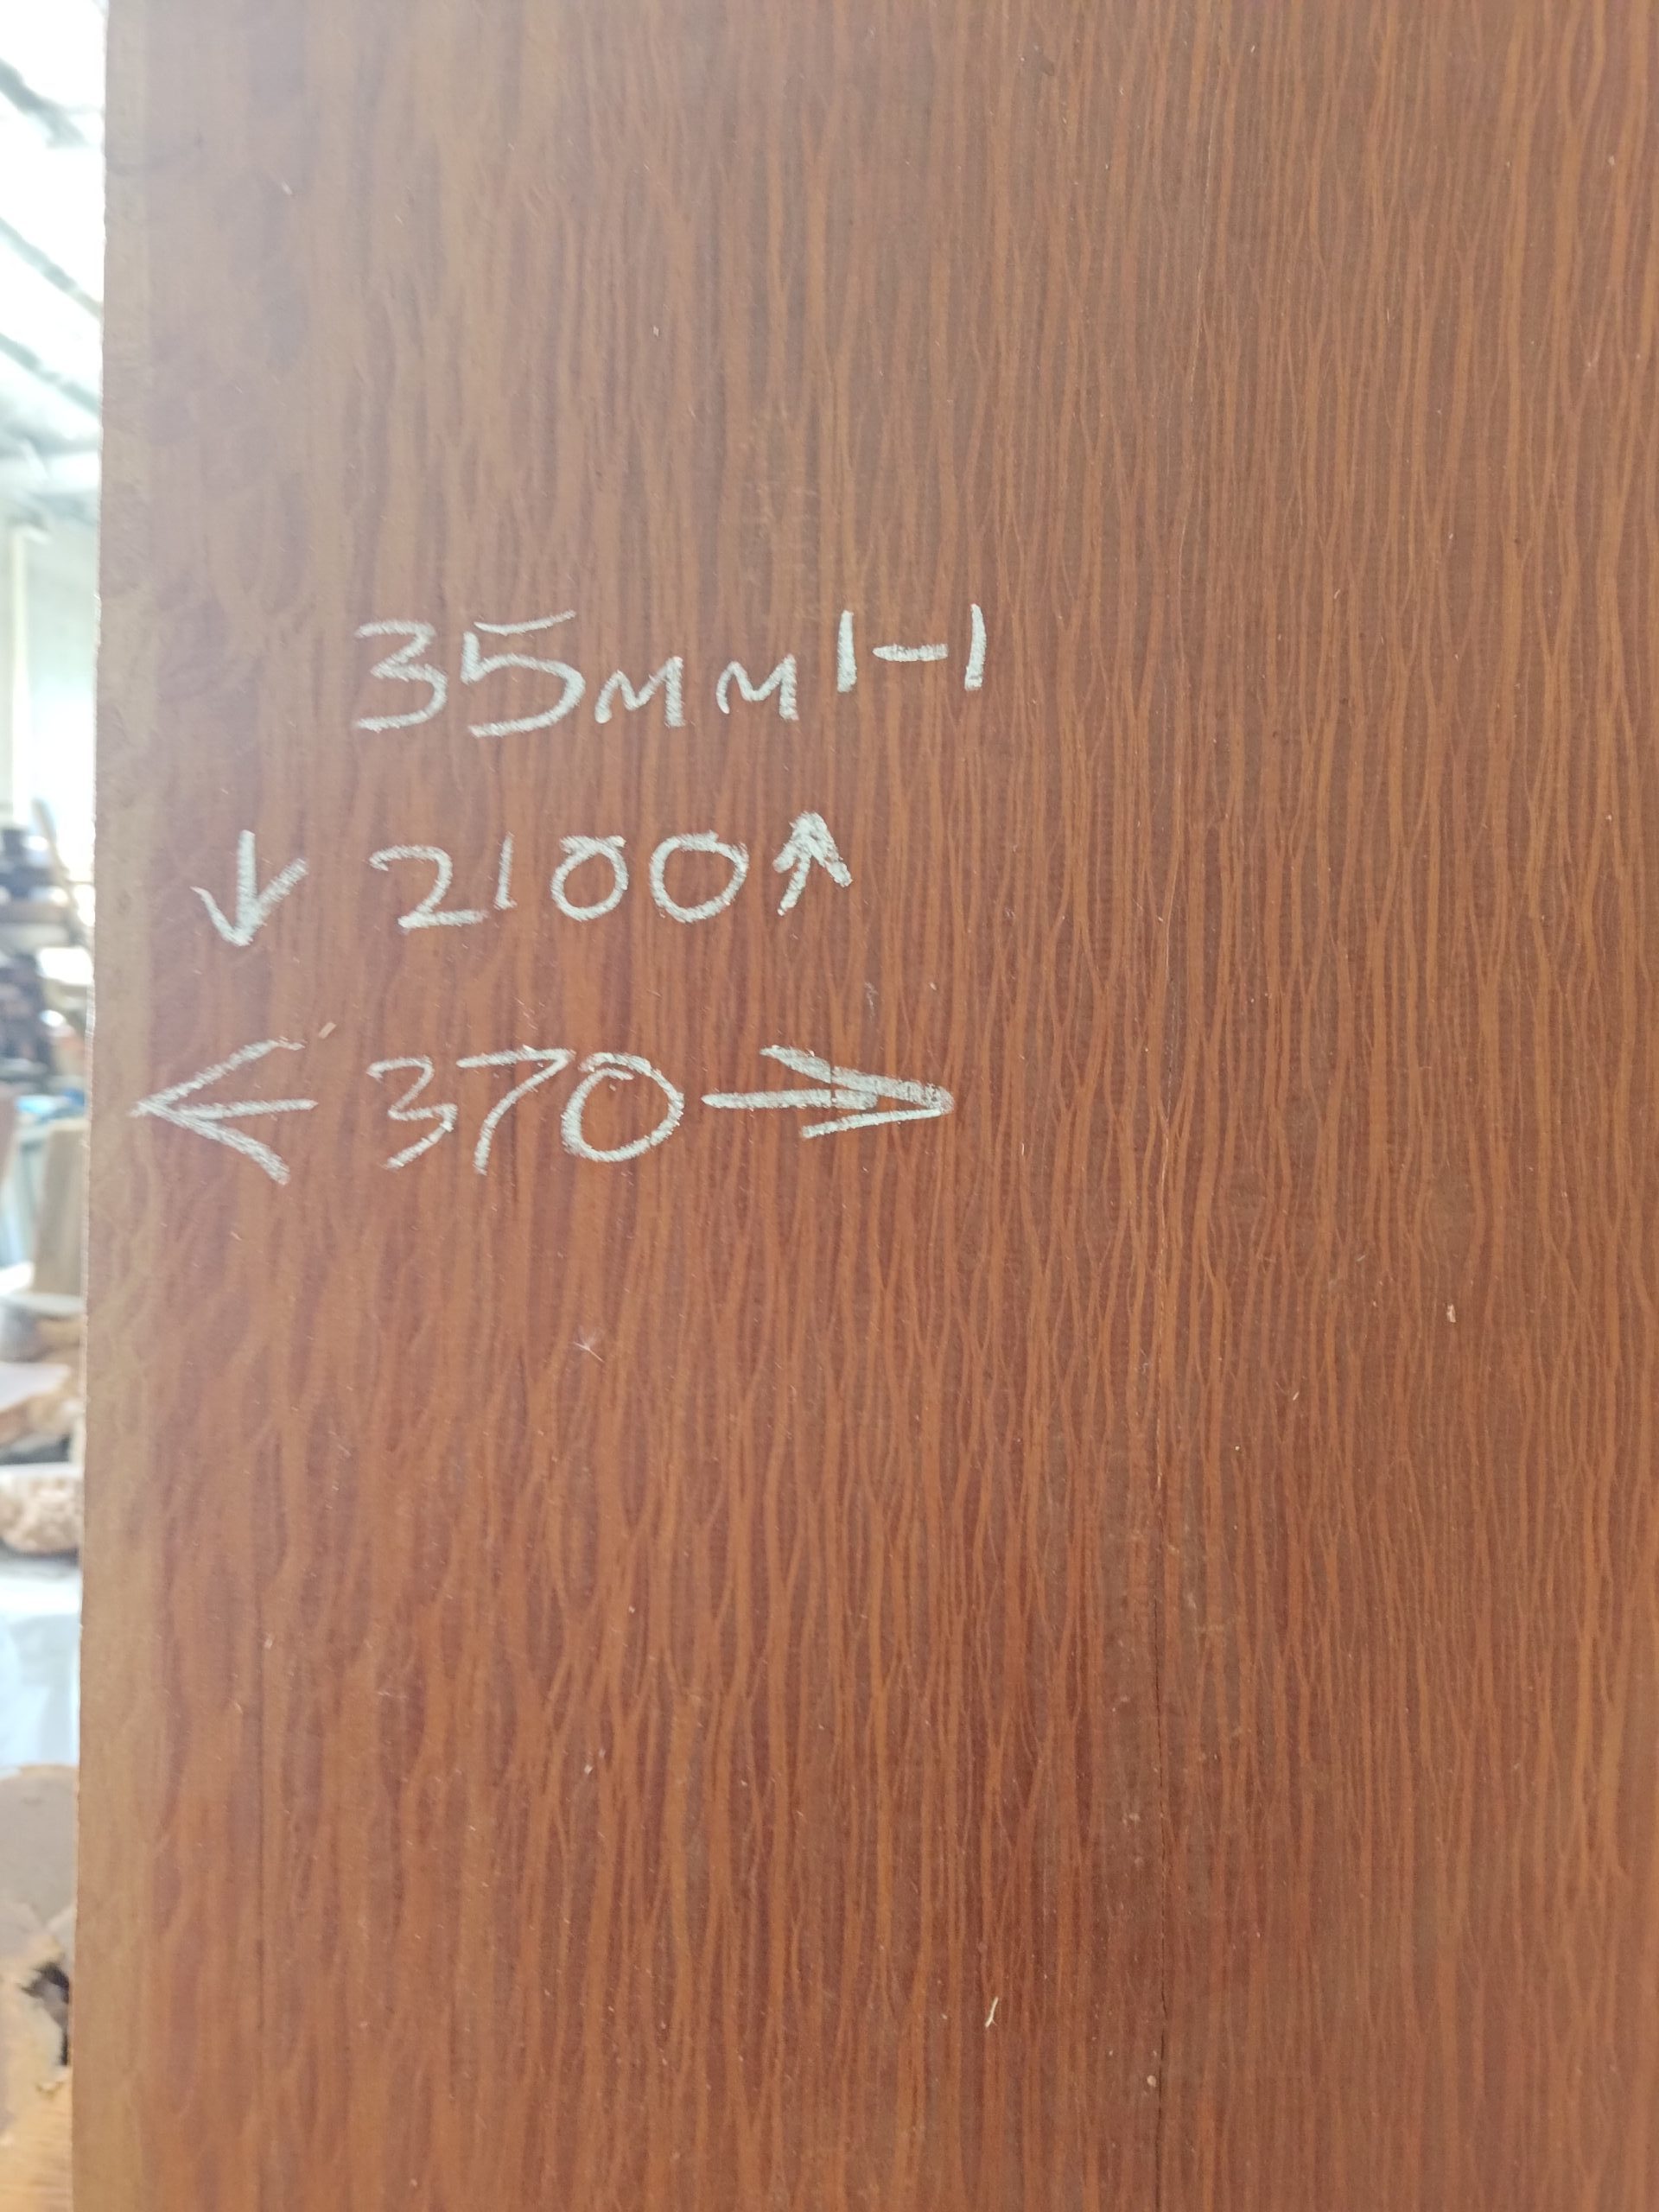 35mm |-|
↓ 2100 ↑
← 370 →